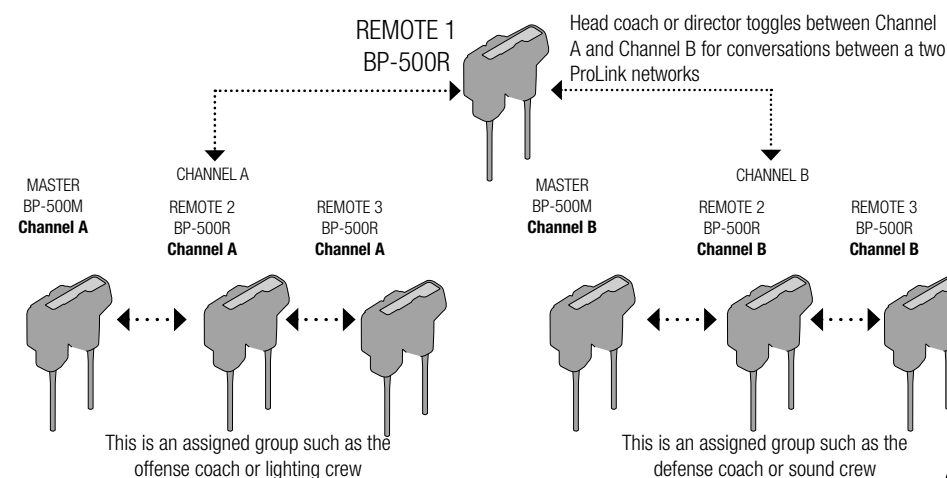 REMOTE 1
BP-500R
Head coach or director toggles between Channel
A and Channel B for conversations between a two
ProLink networks
CHANNEL A
CHANNEL B
MASTER
BP-500M
Channel A
REMOTE 2
BP-500R
Channel A
REMOTE 3
BP-500R
Channel A
MASTER
BP-500M
Channel B
REMOTE 2
BP-500R
Channel B
REMOTE 3
BP-500R
Channel B
This is an assigned group such as the
offense coach or lighting crew
This is an assigned group such as the
defense coach or sound crew